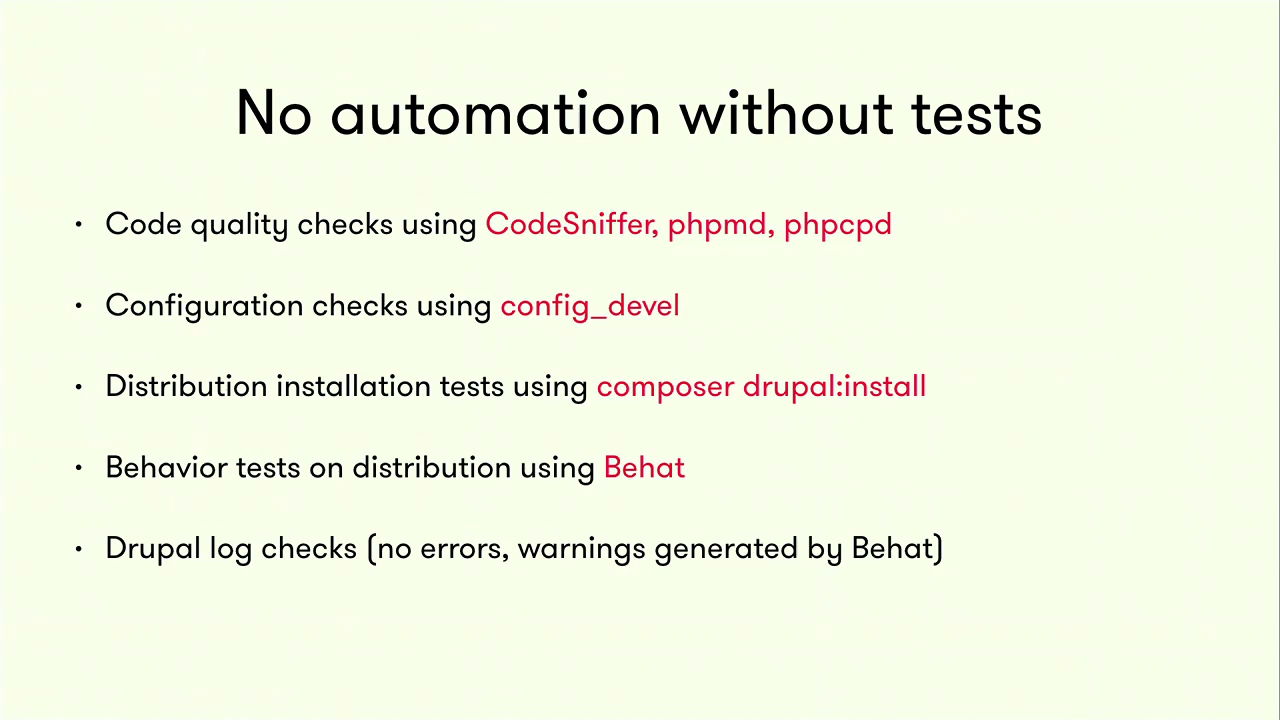 No automation without tests
• Code quality checks using CodeSniffer, phpmd, phpcpd
• Configuration checks using config_devel
• Distribution installation tests using composer drupal:install
• Behavior tests on distribution using Behat
• Drupal log checks (no errors, warnings generated by Behat)